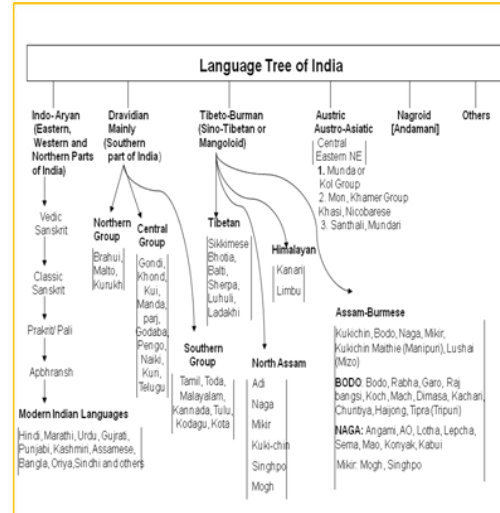 Language Tree of India
Indo-Aryan
(Eastern,
Western and
Northern Parts
of India)
Vedic
Sanskrit
Classic
Sanskrit
Prakrit/ Pali
Apbhransh
Modern Indian Languages
Hindi, Marathi, Urdu, Gujrati,
Punjabi, Kashmiri, Assamese,
Bangla, Oriya,Sindhi and others
Dravidian
Mainly
(Southern
part of India)
Northern
Group
Brahui,
Malto,
Kurukh
Central
Group
Gondi,
Khond,
Kui,
Manda,
parj,
Godaba,
Pengo,
Naiki,
Kuri,
Telugu
Southern
Group
Tamil, Toda,
Malayalam,
Kannada, Tulu,
Kodagu, Kota
Tibeto-Burman
(Sino-Tibetan or
Mangoloid)
Tibetan
Sikkimese
Bhotia,
Balti,
Sherpa,
Luhuli,
Ladakhi
Himalayan
Kanari
Limbu
North Assam
Adi
Naga
Mikir
Kuki-chin
Singhpo
Mogh
Assam-Burmese
Kukichin, Bodo, Naga, Mikir,
Kukichin Maithie (Manipuri), Lushai
(Mizo)
BODO: Bodo, Rabha, Garo, Raj
bangsi, Koch, Mach, Dimasa, Kachari,
Chuntiya, Haijong, Tipra (Tripuri)
NAGA: Angami, AO, Lotha, Lepcha,
Sema, Mao, Konyak, Kabui
Mikir: Mogh, Singhpo
Austric
Austro-Asiatic
Central
Eastern NE
1. Munda or
Kol Group
2. Mon, Khamer Group
Khasi, Nicobarese
3. Santhali, Mundari
Nagroid
[Andamani]
Others